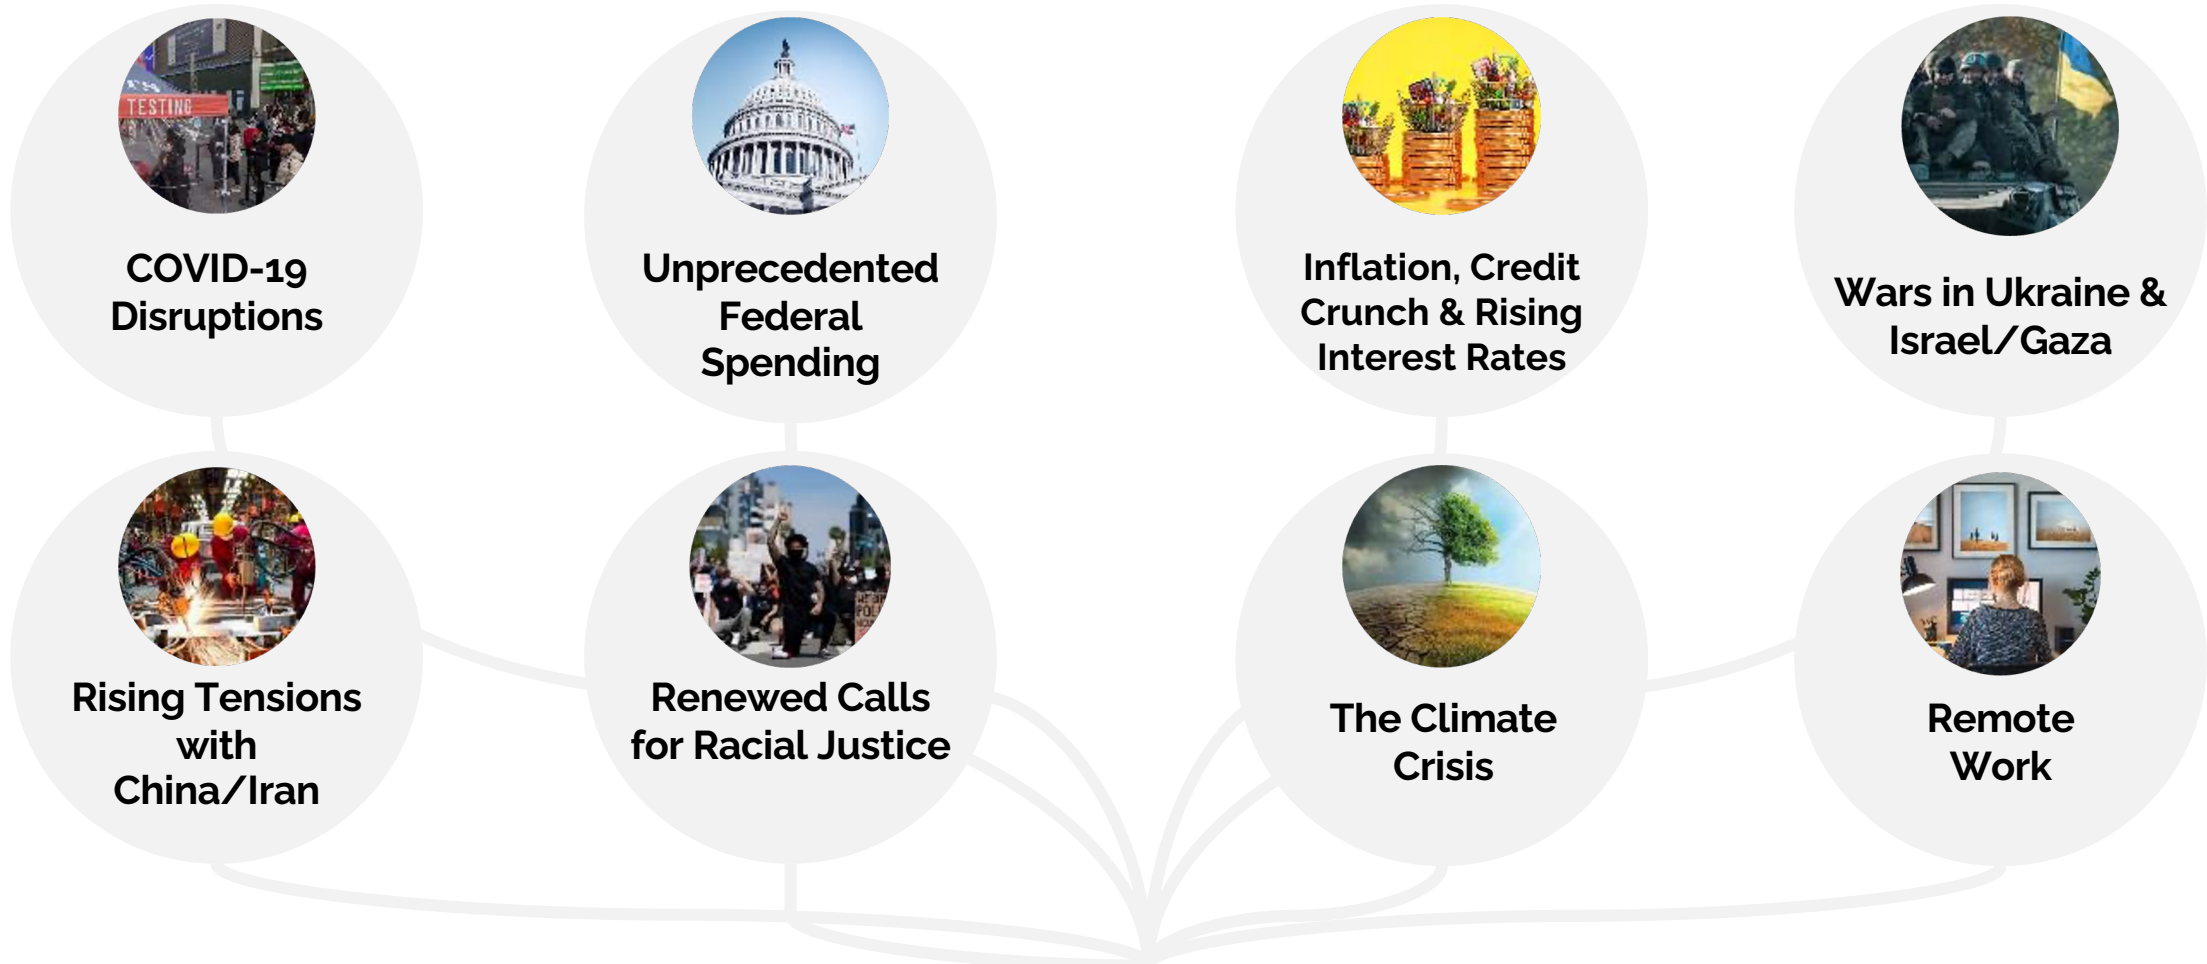 TESTING
COVID-19
Disruptions
Unprecedented
Federal
Spending
Inflation, Credit
Crunch & Rising
Interest Rates
Wars in Ukraine &
Israel/Gaza
Rising Tensions
with
China/Iran
Renewed Calls
for Racial Justice
The Climate
Crisis
Remote
Work